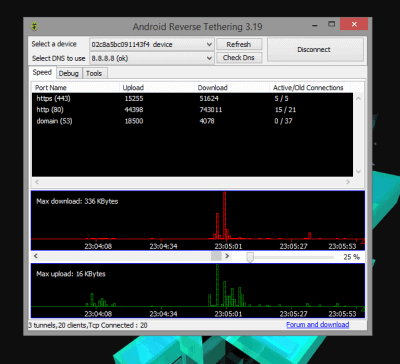 Android Reverse Tethering 3.19
Select a device 02c8a5bc091143f4 device Refresh Disconnect
Select DNS to use 8.8.8.8 (ok) Check Dns
Speed Debug Tools
Port Name Upload Download Active/Old Connections
https (443) 15255 51624 5 / 5
http (80) 44398 743011 15 / 21
domain (53) 18500 4078 0 / 37
Max download: 336 KBytes
23:04:08 23:04:34 23:05:01 23:05:27 23:05:53
25 %
Max upload: 16 KBytes
23:04:08 23:04:34 23:05:01 23:05:27 23:05:53
3 tunnels,20 clients,Tcp Connected : 20 Forum and download